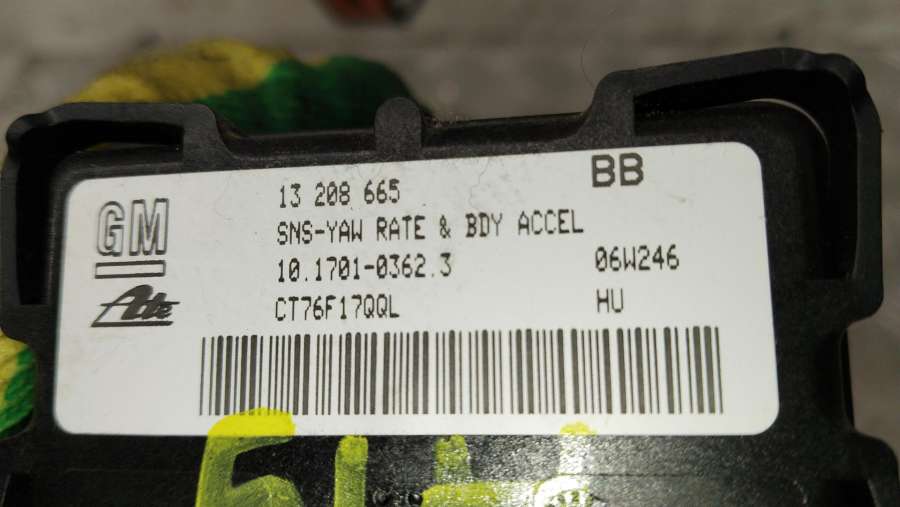 GM
13 208 665 BB
SNS-YAW RATE & BDY ACCEL
10.1701-0362.3 06W246
Ate CT76F17QQL HU